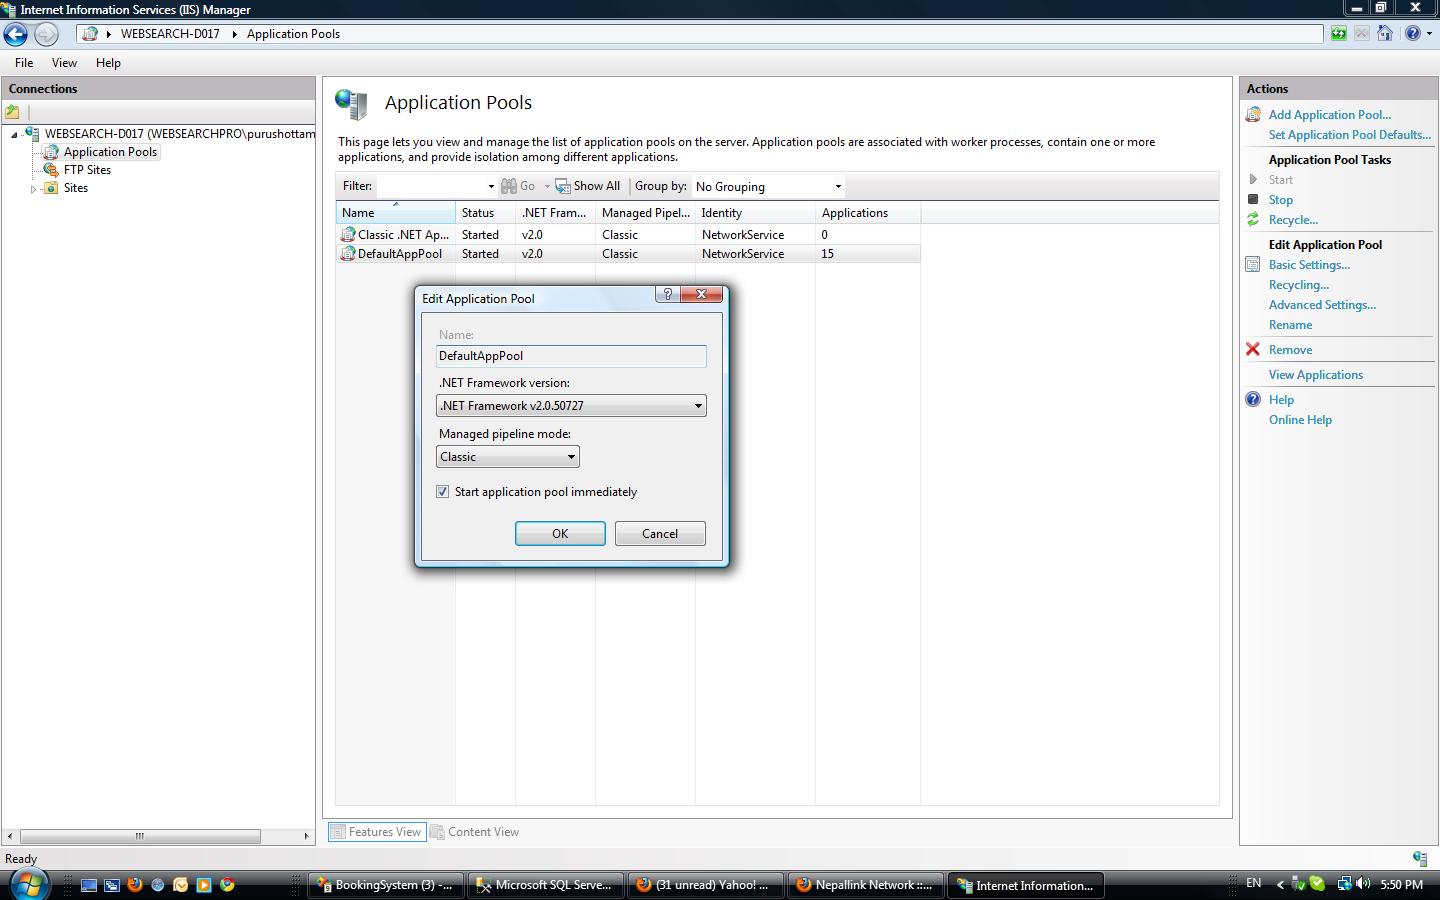 Internet Information Services (IIS) Manager
WEBSEARCH-D017 Application Pools
File View Help
Connections
WEBSEARCH-D017 (WEBSEARCHPRO\purushottam
Application Pools
FTP Sites
Sites
Application Pools
This page lets you view and manage the list of application pools on the server. Application pools are associated with worker processes, contain one or more
applications, and provide isolation among different applications.
Filter: Go Show All Group by: No Grouping
Name Status .NET Fram... Managed Pipel... Identity Applications
Classic .NET Ap... Started v2.0 Classic NetworkService 0
DefaultAppPool Started v2.0 Classic NetworkService 15
Edit Application Pool
Name:
DefaultAppPool
.NET Framework version:
.NET Framework v2.0.50727
Managed pipeline mode:
Classic
Start application pool immediately
OK Cancel
Features View Content View
Actions
Add Application Pool...
Set Application Pool Defaults...
Application Pool Tasks
Start
Stop
Recycle...
Edit Application Pool
Basic Settings...
Recycling...
Advanced Settings...
Rename
Remove
View Applications
Help
Online Help
Ready
BookingSystem (3) -... Microsoft SQL Serve... (31 unread) Yahoo! ... Nepallink Network ::... Internet Information... EN 5:50 PM